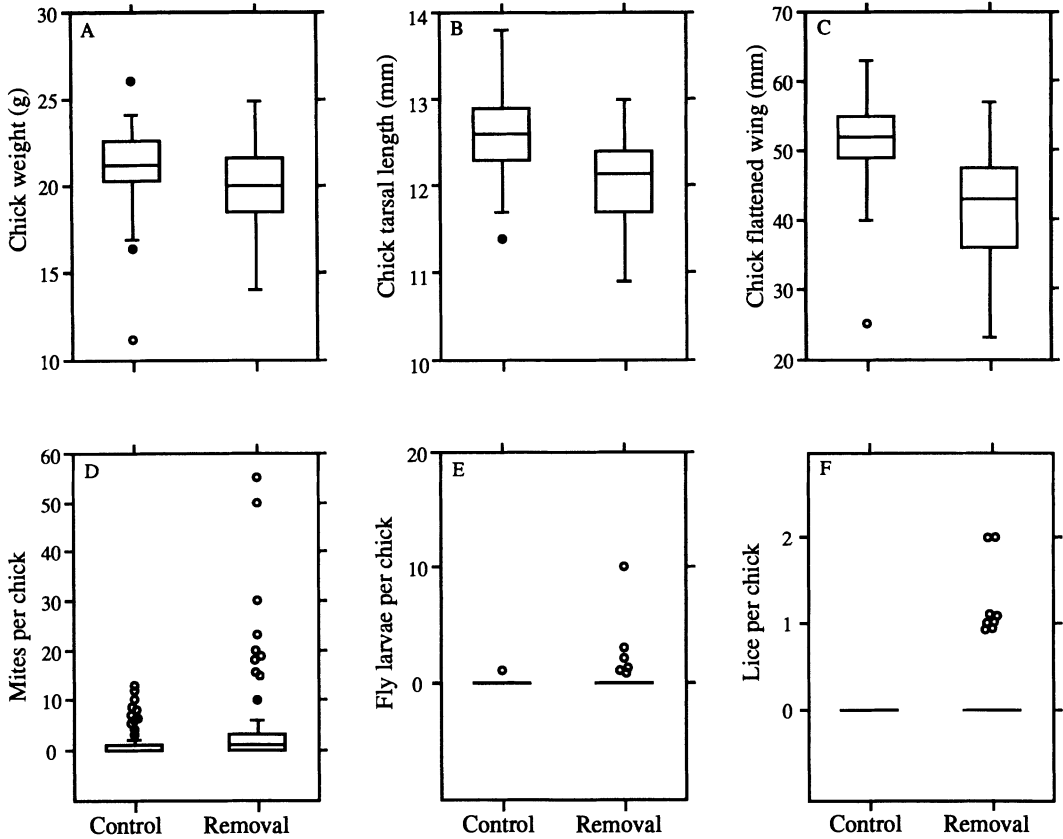 A
Chick weight (g)
30
25
20
15
10
B
Chick tarsal length (mm)
14
13
12
11
10
C
Chick flattened wing (mm)
70
60
50
40
30
20
D
Mites per chick
60
50
40
30
20
10
0
Control Removal
E
Fly larvae per chick
20
10
0
Control Removal
F
Lice per chick
2
1
0
Control Removal